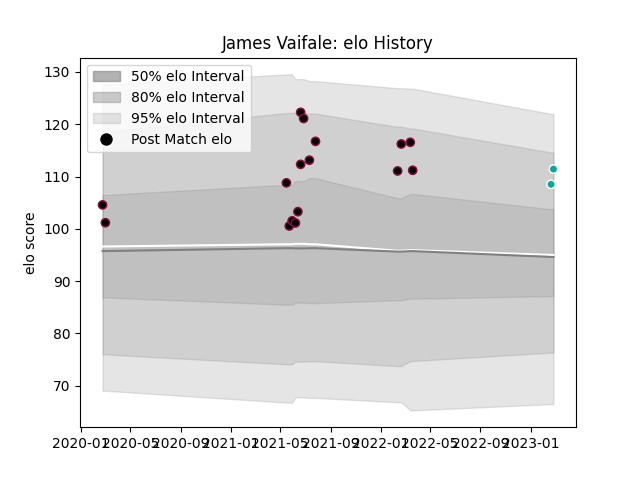 James Vaifale: elo History
50% elo Interval
80% elo Interval
95% elo Interval
Post Match elo
elo score
130
120
110
100
90
80
70
2020-01 2020-05 2020-09 2021-01 2021-05 2021-09 2022-01 2022-05 2022-09 2023-01